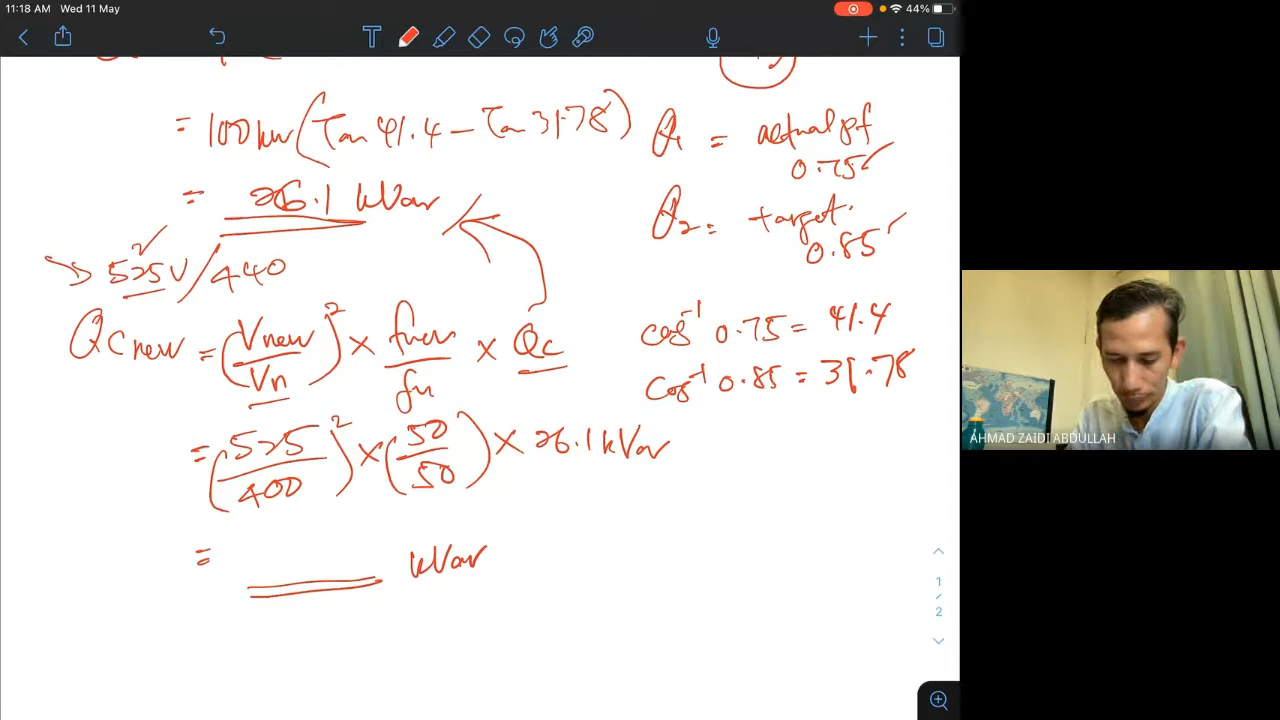 11:18 AM Wed 11 May
44%
= 100kW (Tan 41.4 - Tan 31.78)
= 26.1 kVar
θ1 = actual pf
0.75 ✓
θ2 = target
0.85 ✓
525V / 440
QC new = (Vnew/Vn)² × fnew/fn × Qc
cos⁻¹ 0.75 = 41.4
cos⁻¹ 0.85 = 31.78
= (525/400)² × (50/50) × 26.1 kVar
= ______ kVar
AHMAD ZAIDI ABDULLAH
1
/
2